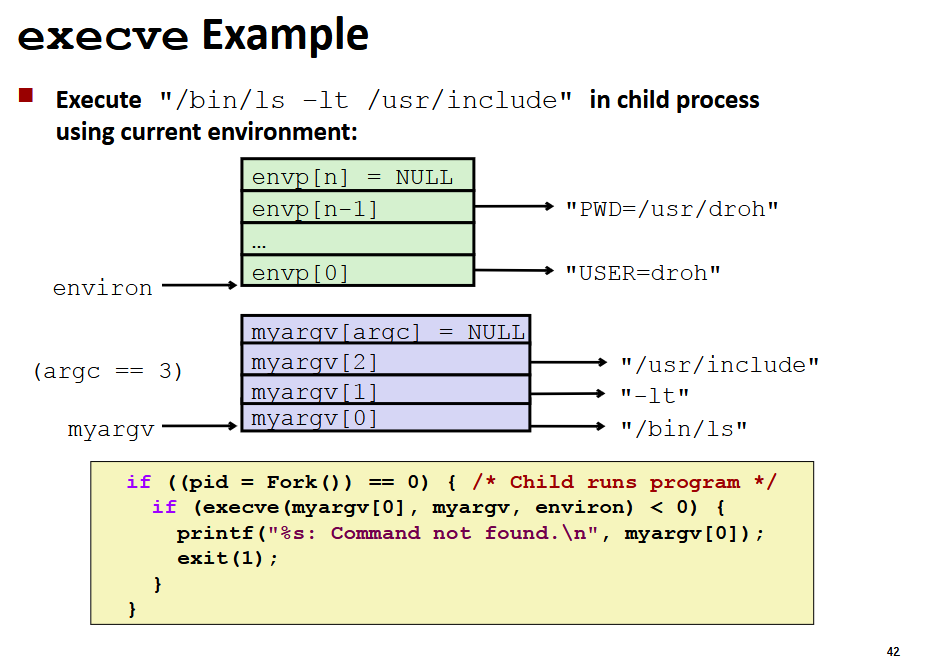 execve Example
Execute "/bin/ls -lt /usr/include" in child process
using current environment:
envp[n] = NULL
envp[n-1]
"PWD=/usr/droh"
…
envp[0]
"USER=droh"
environ
myargv[argc] = NULL
myargv[2]
"/usr/include"
(argc == 3)
myargv[1]
"-lt"
myargv[0]
"/bin/ls"
myargv
if ((pid = Fork()) == 0) { /* Child runs program */
if (execve(myargv[0], myargv, environ) < 0) {
printf("%s: Command not found.\n", myargv[0]);
exit(1);
}
}
42